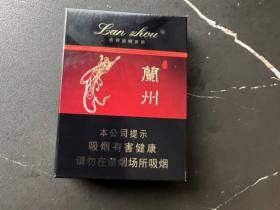 Lan zhou
蘭州
本公司提示
吸烟有害健康
请勿在禁烟场所吸烟